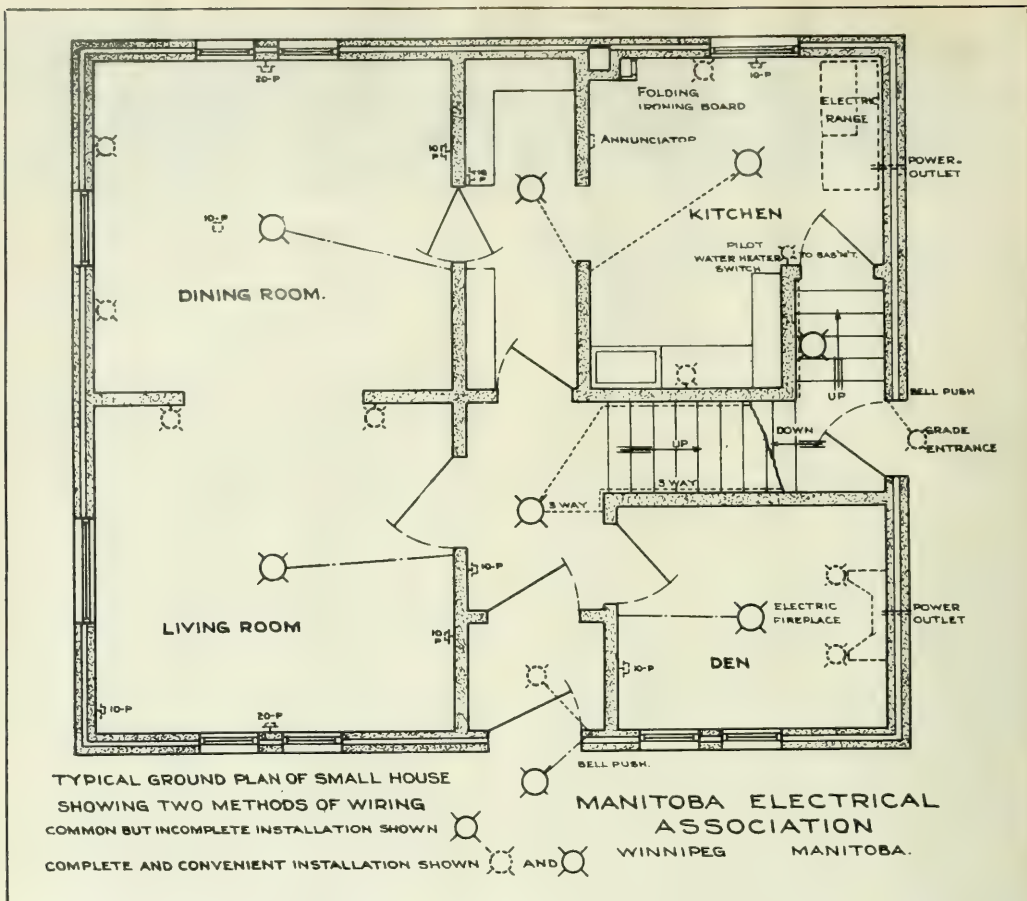 20-P
10-P
FOLDING
IRONING BOARD
ELECTRIC
RANGE
10
P
10
P
ANNUNCIATOR
POWER-
OUTLET
10-P
KITCHEN
PILOT
WATER HEATER
SWITCH
TO BAS'N'T.
DINING ROOM.
UP
BELL PUSH
DOWN
GRADE
ENTRANCE
UP
3 WAY
3 WAY
10-P
ELECTRIC
FIREPLACE
POWER
OUTLET
LIVING ROOM
10
P
DEN
10-P
10-P
20-P
BELL PUSH.
TYPICAL GROUND PLAN OF SMALL HOUSE
SHOWING TWO METHODS OF WIRING
COMMON BUT INCOMPLETE INSTALLATION SHOWN
COMPLETE AND CONVENIENT INSTALLATION SHOWN AND
MANITOBA ELECTRICAL
ASSOCIATION
WINNIPEG MANITOBA.